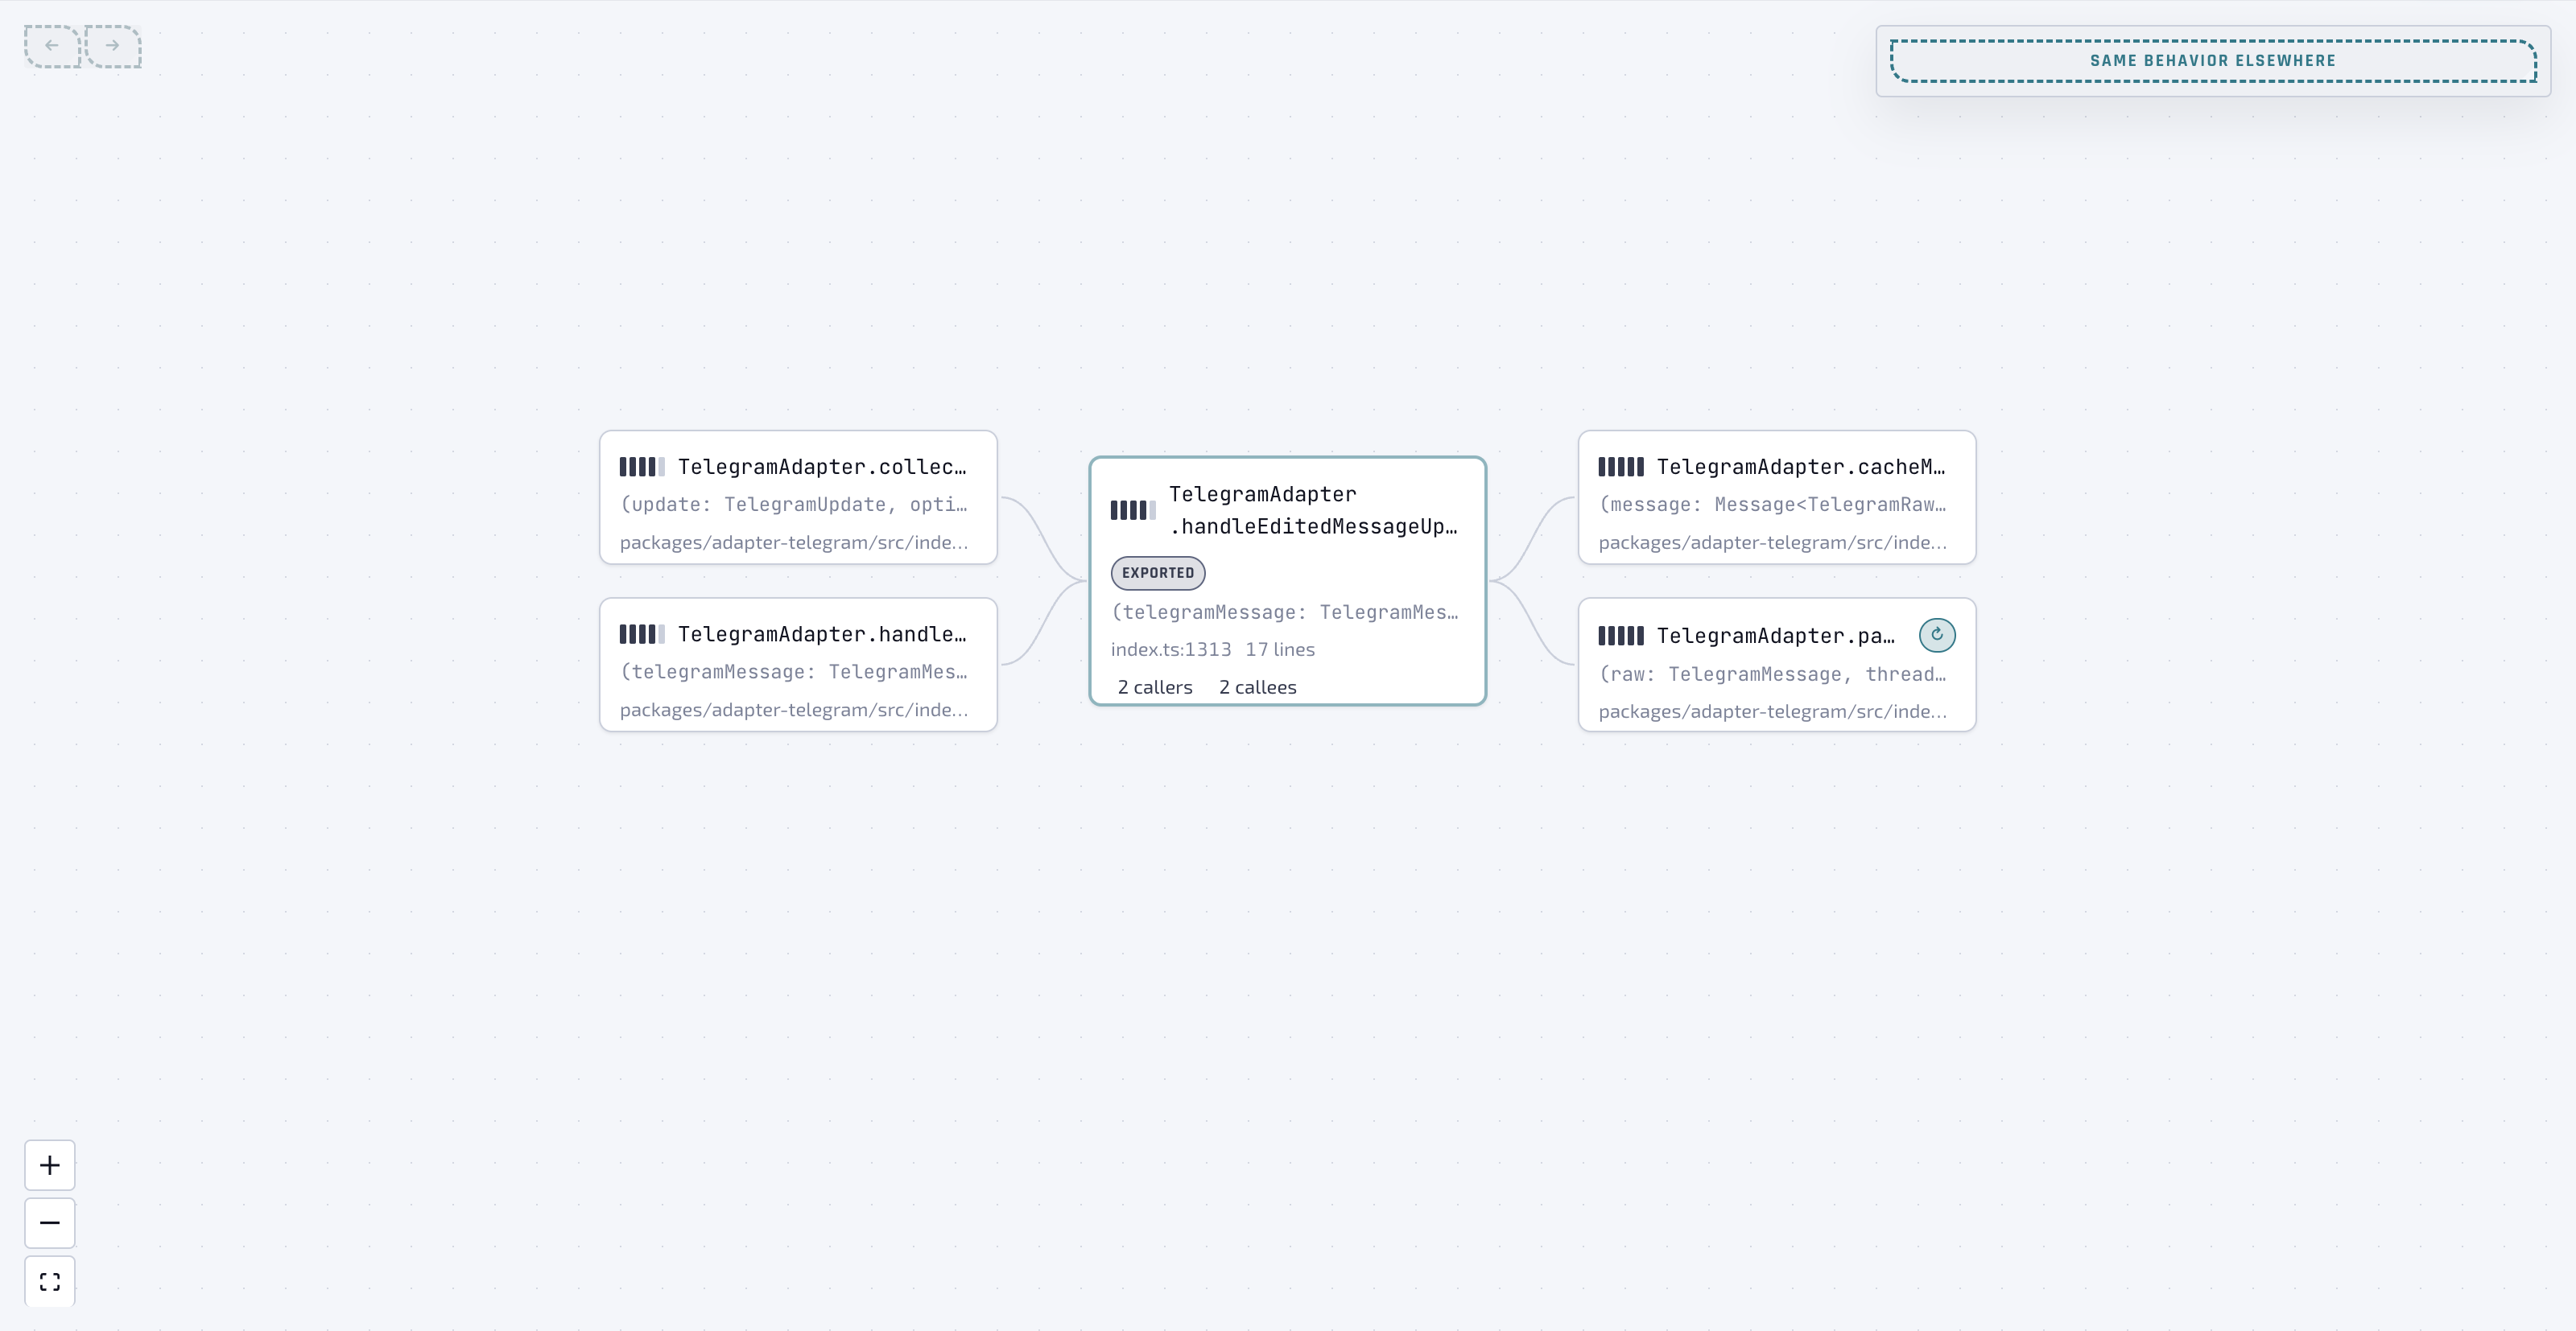 SAME BEHAVIOR ELSEWHERE
TelegramAdapter.collec…
(update: TelegramUpdate, opti…
packages/adapter-telegram/src/inde…
TelegramAdapter.handle…
(telegramMessage: TelegramMes…
packages/adapter-telegram/src/inde…
TelegramAdapter
.handleEditedMessageUp…
EXPORTED
(telegramMessage: TelegramMes…
index.ts:1313 17 lines
2 callers 2 callees
TelegramAdapter.cacheM…
(message: Message<TelegramRaw…
packages/adapter-telegram/src/inde…
TelegramAdapter.pa…
(raw: TelegramMessage, thread…
packages/adapter-telegram/src/inde…